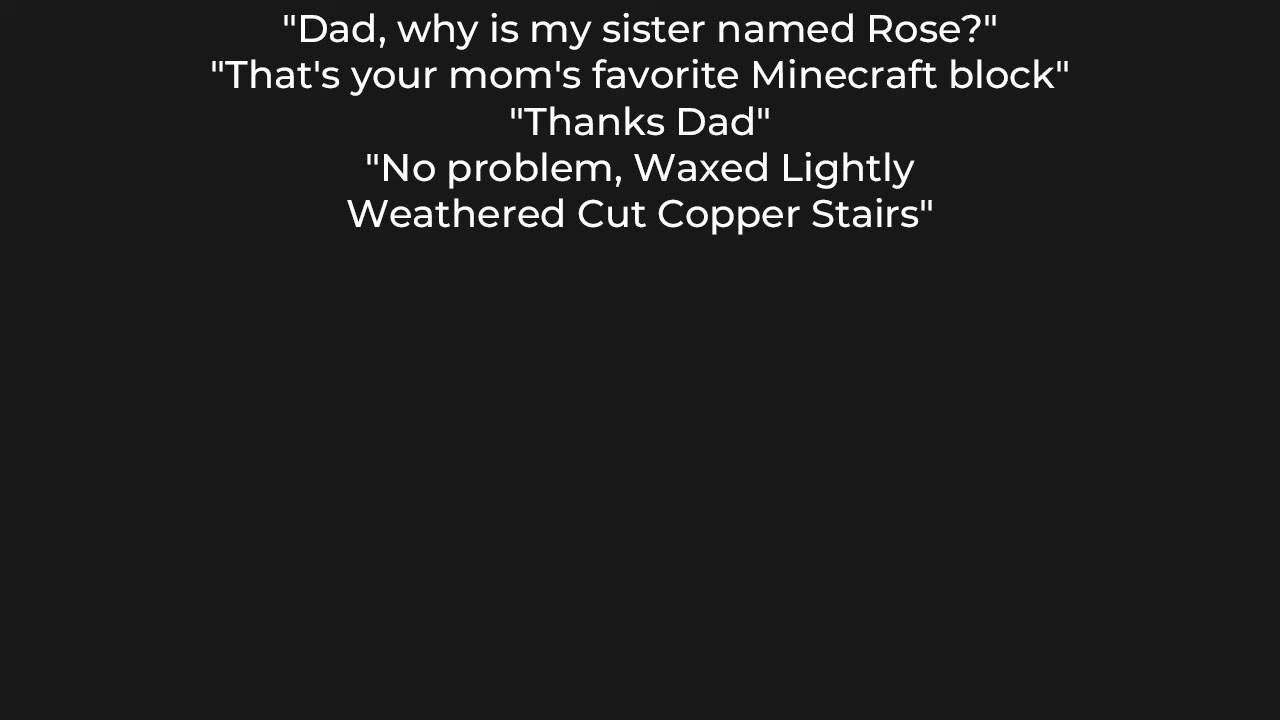 "Dad, why is my sister named Rose?"
"That's your mom's favorite Minecraft block"
"Thanks Dad"
"No problem, Waxed Lightly
Weathered Cut Copper Stairs"